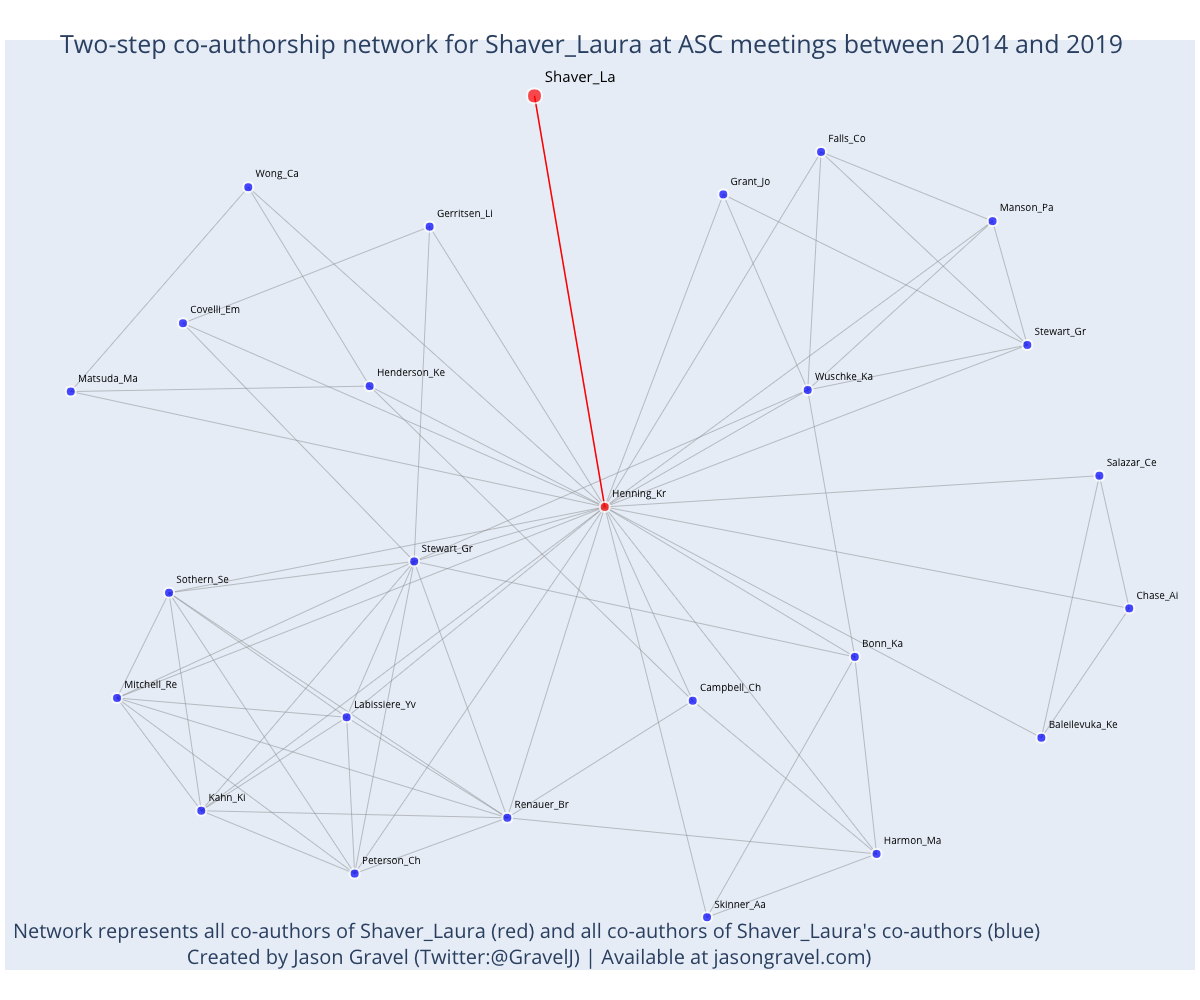 Two-step co-authorship network for Shaver_Laura at ASC meetings between 2014 and 2019
Shaver_La
Falls_Co
Wong_Ca
Grant_Jo
Manson_Pa
Gerritsen_Li
Covelli_Em
Stewart_Gr
Henderson_Ke
Matsuda_Ma
Wuschke_Ka
Salazar_Ce
Henning_Kr
Stewart_Gr
Sothern_Se
Chase_Ai
Bonn_Ka
Mitchell_Re
Campbell_Ch
Labissiere_Yv
Baleilevuka_Ke
Kahn_Ki
Renauer_Br
Harmon_Ma
Peterson_Ch
Skinner_Aa
Network represents all co-authors of Shaver_Laura (red) and all co-authors of Shaver_Laura's co-authors (blue)
Created by Jason Gravel (Twitter:@GravelJ) | Available at jasongravel.com)